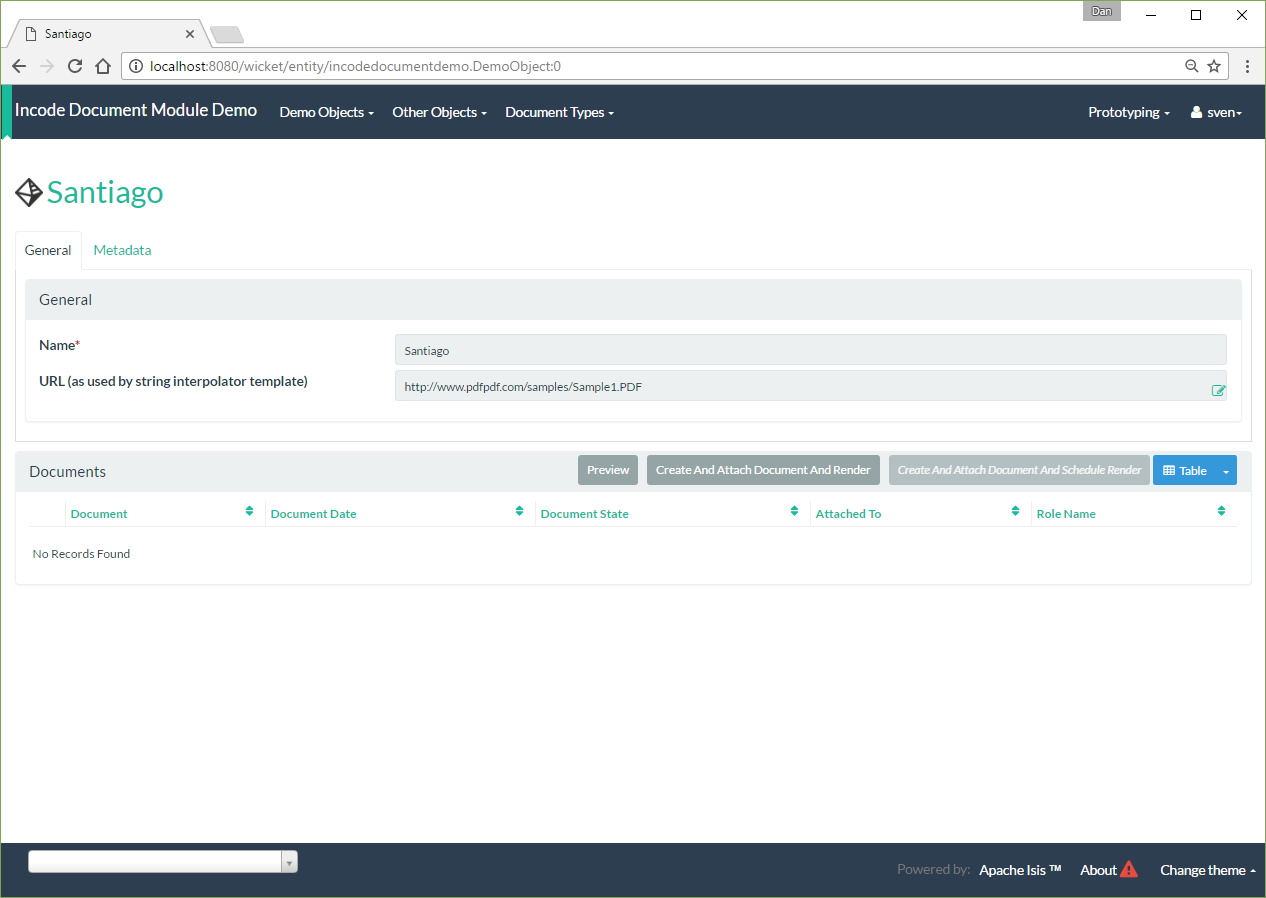 Dan
Santiago
localhost:8080/wicket/entity/incodedocumentdemo.DemoObject:0
Incode Document Module Demo Demo Objects Other Objects Document Types Prototyping sven
Santiago
General Metadata
General
Name* Santiago
URL (as used by string interpolator template) http://www.pdfpdf.com/samples/Sample1.PDF
Documents Preview Create And Attach Document And Render Create And Attach Document And Schedule Render Table
Document Document Date Document State Attached To Role Name
No Records Found
Powered by: Apache Isis ™ About Change theme